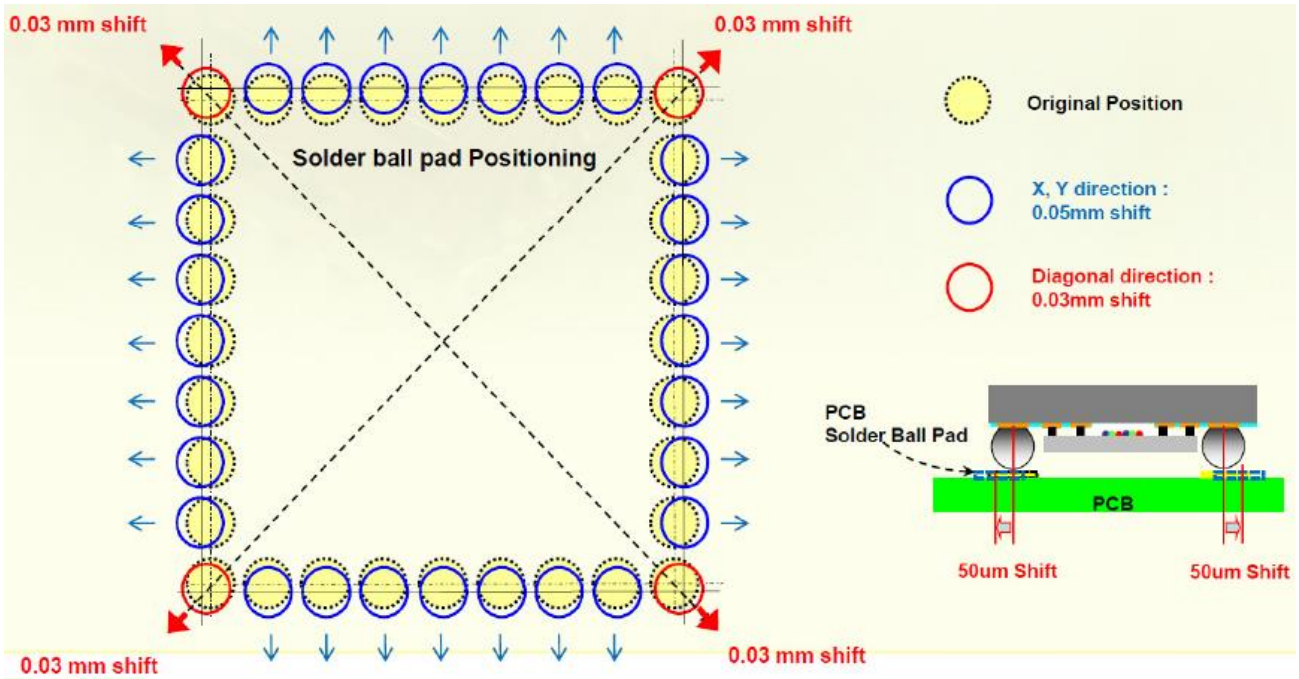 0.03 mm shift
0.03 mm shift
Solder ball pad Positioning
0.03 mm shift
0.03 mm shift
Original Position
X, Y direction :
0.05mm shift
Diagonal direction :
0.03mm shift
PCB
Solder Ball Pad
PCB
50um Shift
50um Shift